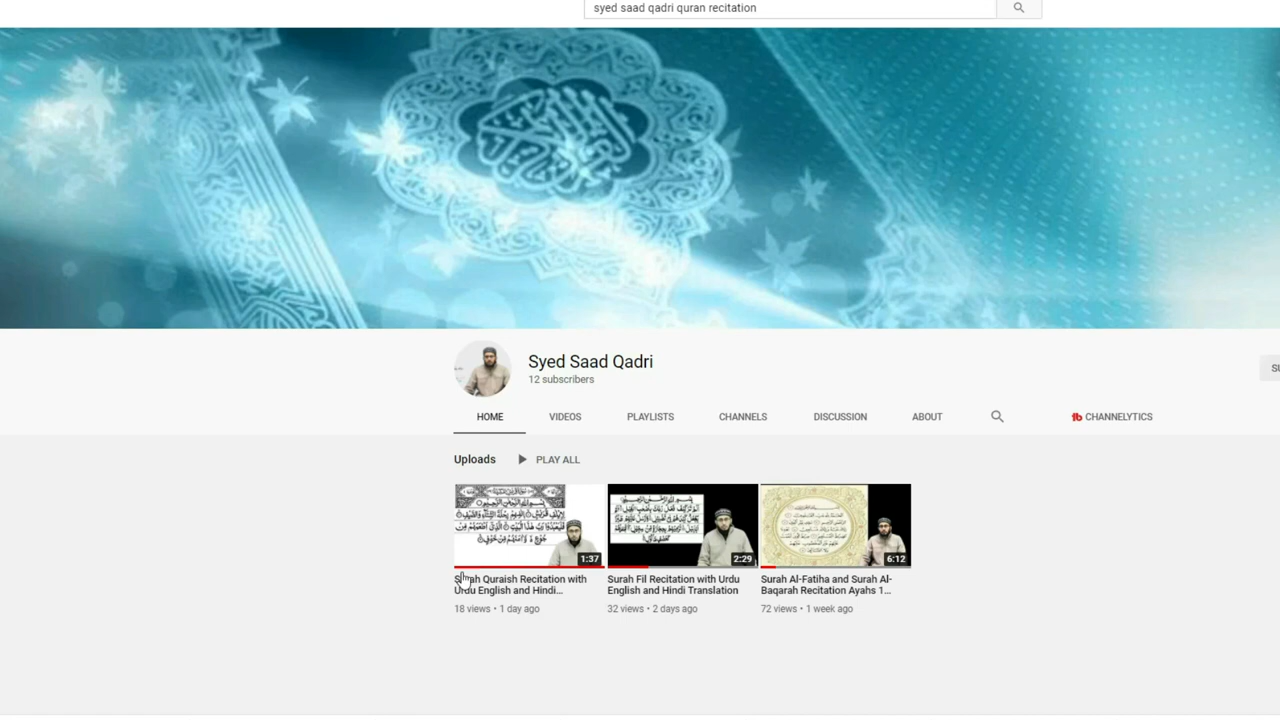 syed saad qadri quran recitation
Syed Saad Qadri
12 subscribers
HOME VIDEOS PLAYLISTS CHANNELS DISCUSSION ABOUT CHANNELYTICS
Uploads PLAY ALL
1:37 2:29 6:12
Surah Quraish Recitation with
Urdu English and Hindi...
18 views • 1 day ago
Surah Fil Recitation with Urdu
English and Hindi Translation
32 views • 2 days ago
Surah Al-Fatiha and Surah Al-
Baqarah Recitation Ayahs 1...
72 views • 1 week ago